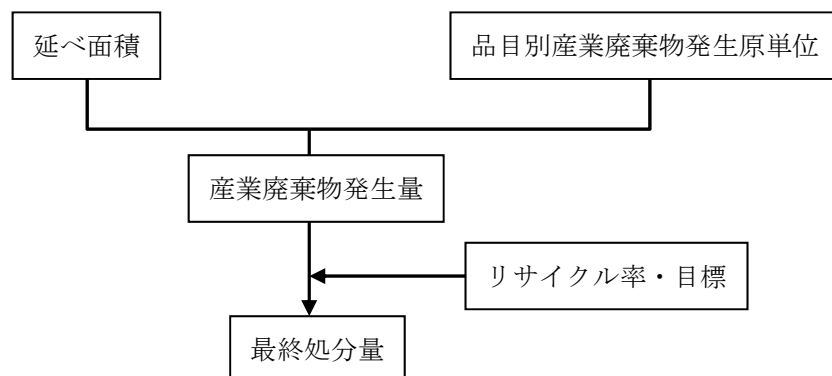 延べ面積
品目別産業廃棄物発生原単位
産業廃棄物発生量
リサイクル率・目標
最終処分量